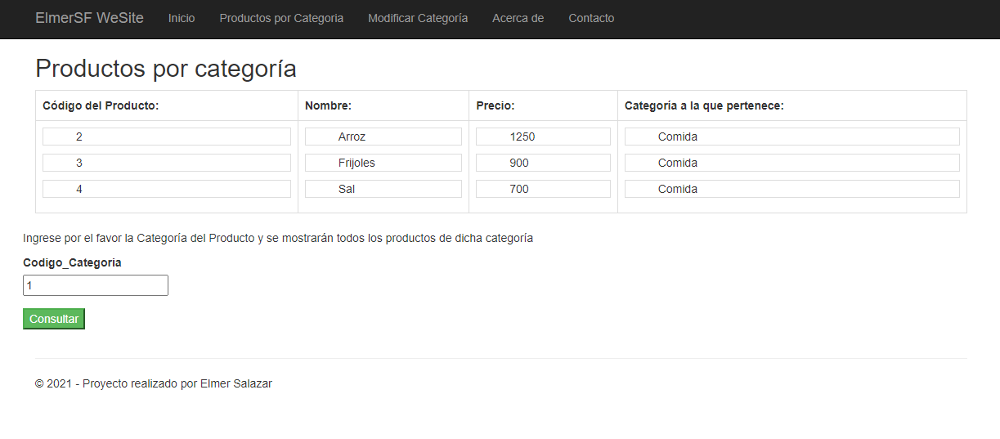 ElmerSF WeSite Inicio Productos por Categoria Modificar Categoría Acerca de Contacto
Productos por categoría
Código del Producto: Nombre: Precio: Categoría a la que pertenece:
2 Arroz 1250 Comida
3 Frijoles 900 Comida
4 Sal 700 Comida
Ingrese por el favor la Categoría del Producto y se mostrarán todos los productos de dicha categoría
Codigo_Categoria
1
Consultar
© 2021 - Proyecto realizado por Elmer Salazar